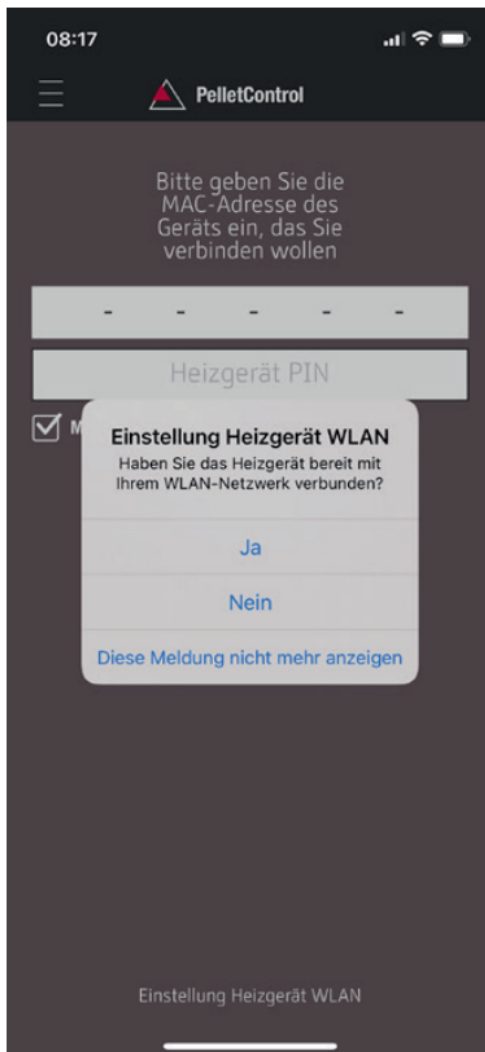 08:17
PelletControl
Bitte geben Sie die
MAC-Adresse des
Geräts ein, das Sie
verbinden wollen
- - - - -
Heizgerät PIN
M
Einstellung Heizgerät WLAN
Haben Sie das Heizgerät bereit mit
Ihrem WLAN-Netzwerk verbunden?
Ja
Nein
Diese Meldung nicht mehr anzeigen
Einstellung Heizgerät WLAN